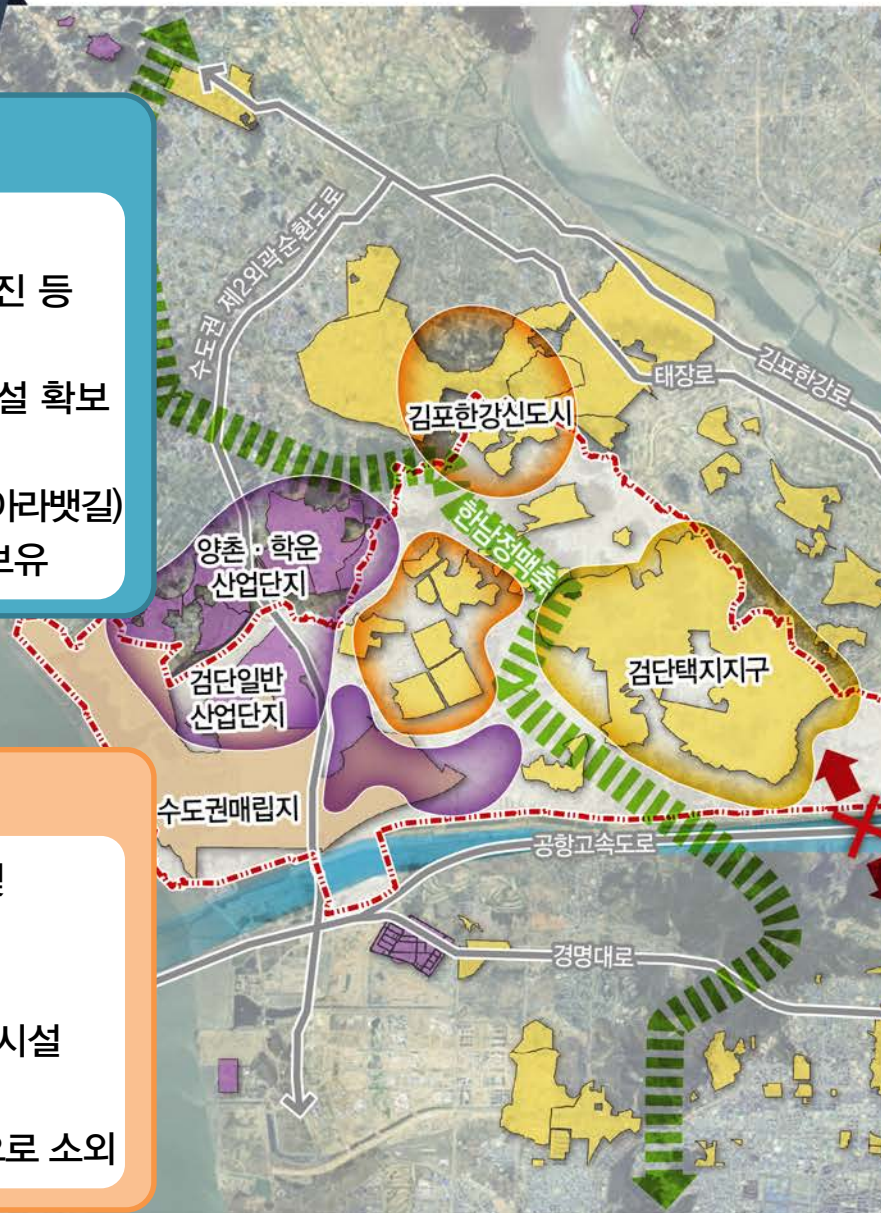 진 등
설 확보
아라뱃길)
보유
시설
으로 소외
수도권 제2외곽순환도로
김포한강로
태장로
김포한강신도시
한남정맥축
양촌 · 학운
산업단지
검단일반
산업단지
검단택지지구
수도권매립지
공항고속도로
경명대로